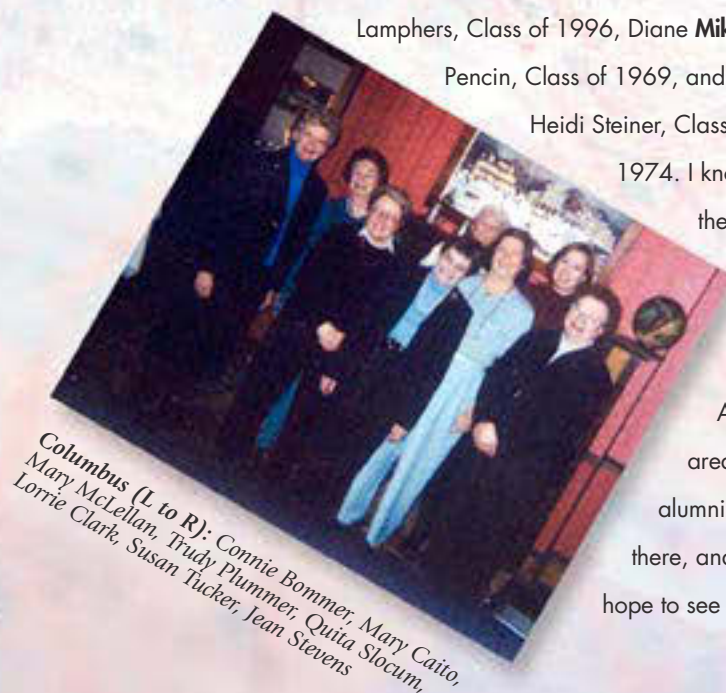 Lamphers, Class of 1996, Diane Mik
Pencin, Class of 1969, and
Heidi Steiner, Class
1974. I kn
the
A
area
alumni
there, and
hope to see
Columbus (L to R): Connie Bommer, Mary Caito,
Mary McLellan, Trudy Plummer, Quita Slocum,
Lorrie Clark, Susan Tucker, Jean Stevens